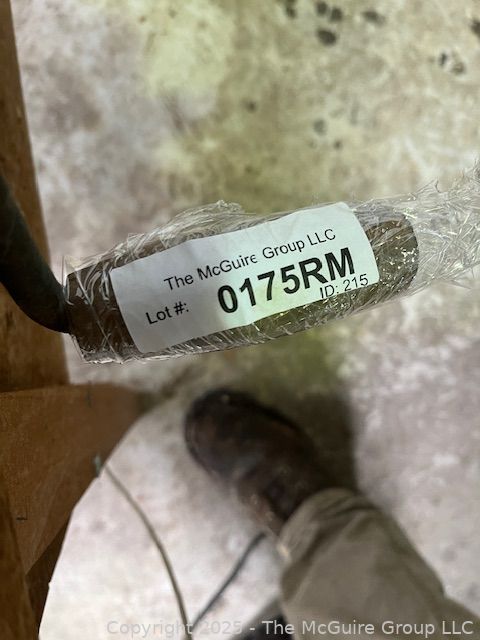 The McGuire Group LLC
Lot #: 0175RM
ID: 215
Copyright©2025 - The McGuire Group LLC